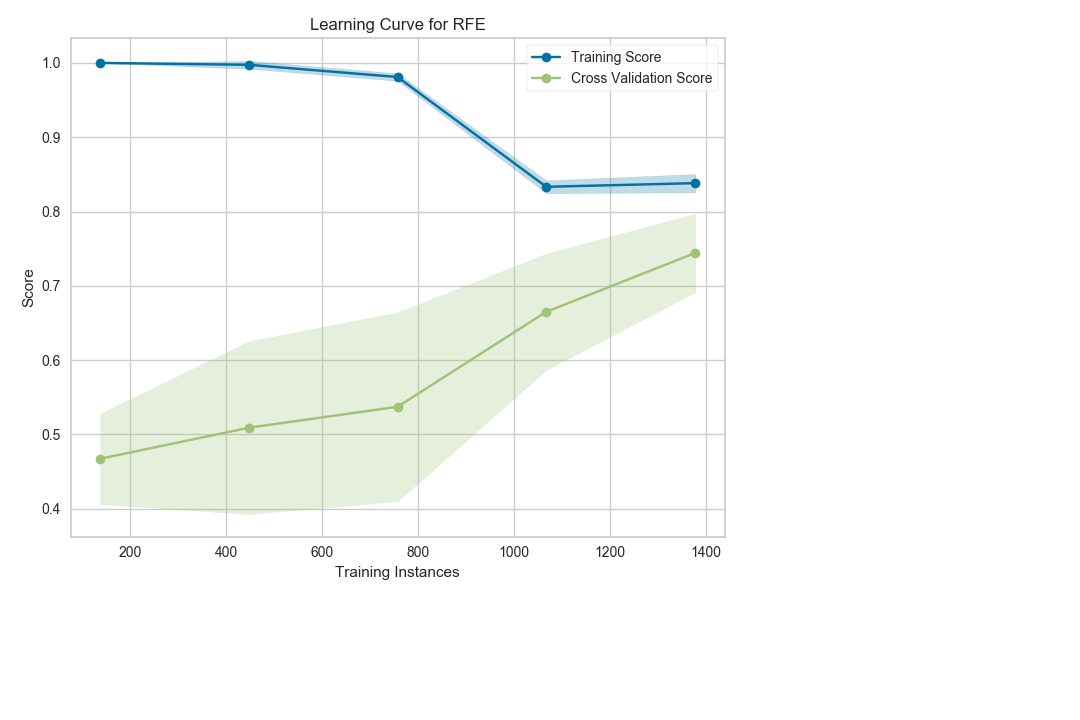 Learning Curve for RFE
Training Score
Cross Validation Score
1.0
0.9
0.8
0.7
0.6
0.5
0.4
Score
200 400 600 800 1000 1200 1400
Training Instances